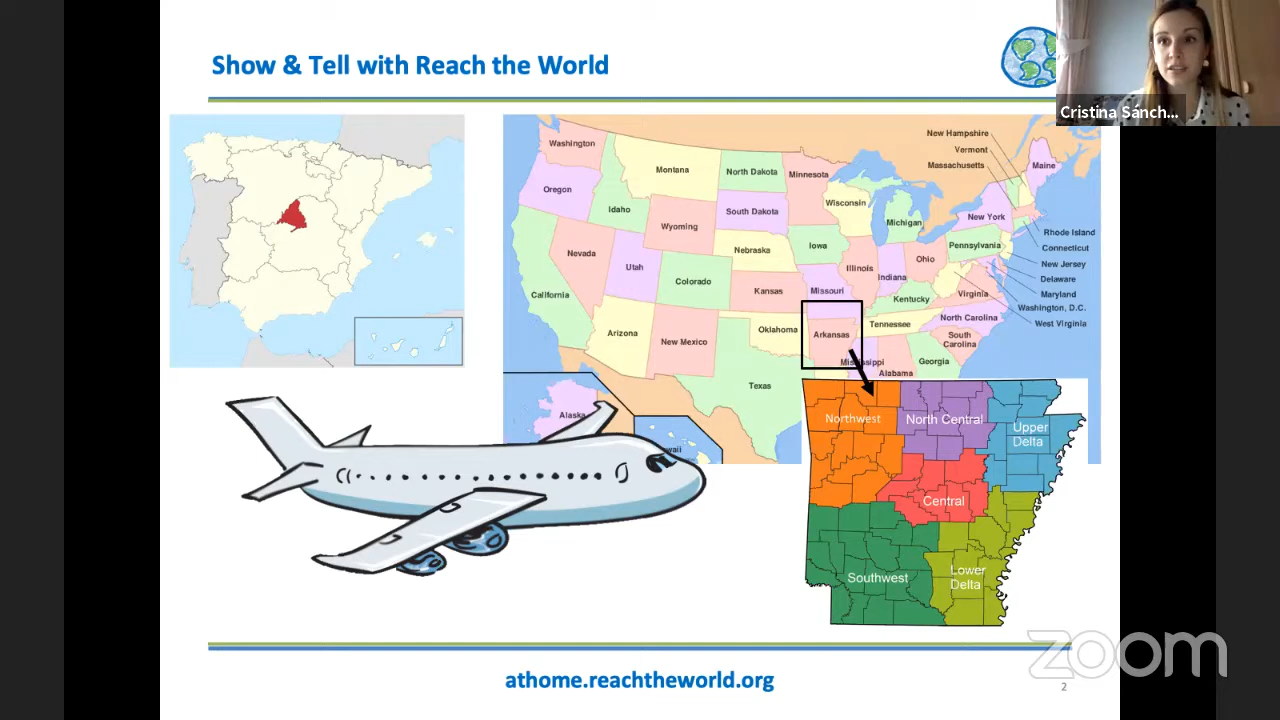 Show & Tell with Reach the World
Cristina Sánch...
Washington
Montana
North Dakota
Minnesota
New Hampshire
Vermont
Massachusetts
Maine
Oregon
Idaho
South Dakota
Wisconsin
Michigan
New York
Wyoming
Rhode Island
Connecticut
Nevada
Utah
Nebraska
Iowa
Pennsylvania
New Jersey
Delaware
Maryland
Washington, D.C.
West Virginia
California
Colorado
Kansas
Missouri
Illinois
Indiana
Ohio
Kentucky
Virginia
North Carolina
Arizona
New Mexico
Oklahoma
Arkansas
Tennessee
South
Carolina
Texas
Mississippi
Alabama
Georgia
Alaska
waii
Northwest
North Central
Upper
Delta
Central
Southwest
Lower
Delta
zoom
athome.reachtheworld.org
2